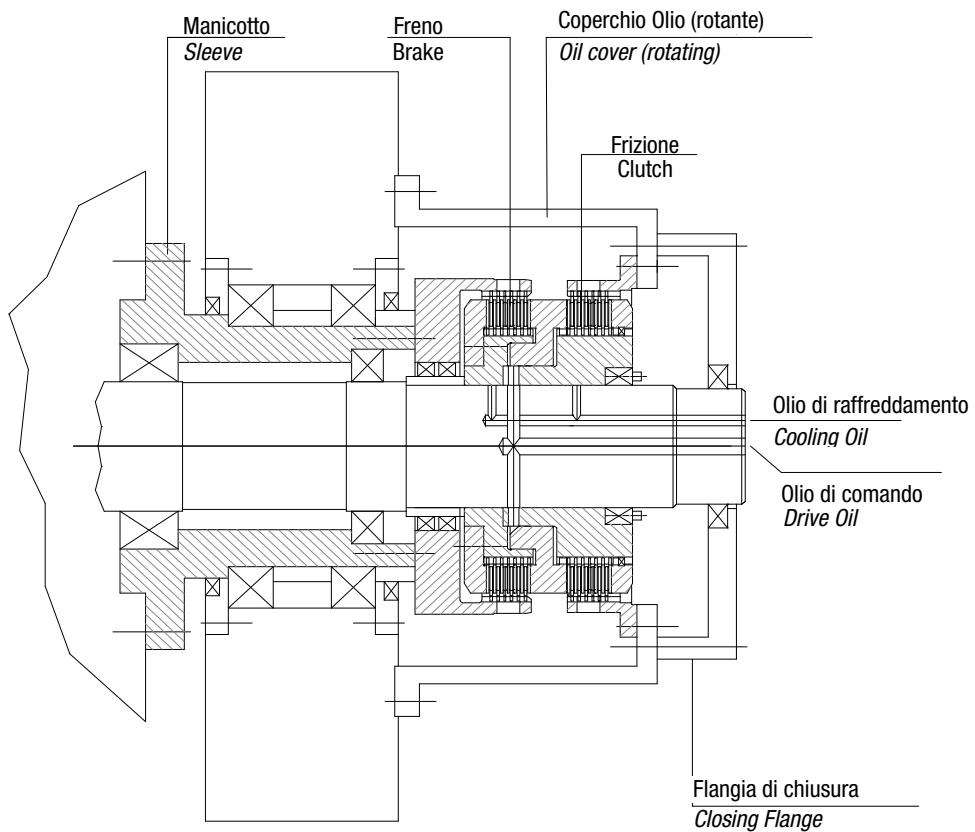 Manicotto
Sleeve
Freno
Brake
Coperchio Olio (rotante)
Oil cover (rotating)
Frizione
Clutch
Olio di raffreddamento
Cooling Oil
Olio di comando
Drive Oil
Flangia di chiusura
Closing Flange